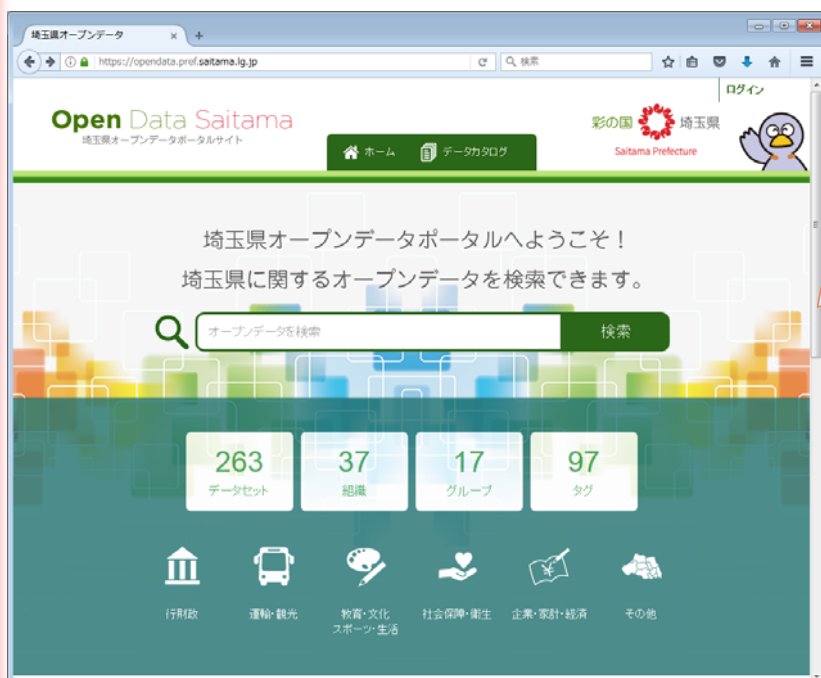 埼玉県オープンデータ × +
https://opendata.pref.saitama.lg.jp
検索
ログイン
Open Data Saitama
埼玉県オープンデータポータルサイト
ホーム
データカタログ
彩の国 埼玉県
Saitama Prefecture
埼玉県オープンデータポータルへようこそ!
埼玉県に関するオープンデータを検索できます。
オープンデータを検索
検索
263
データセット
37
組織
17
グループ
97
タグ
行財政
運輸・観光
教育・文化
スポーツ・生活
社会保障・衛生
企業・家計・経済
その他